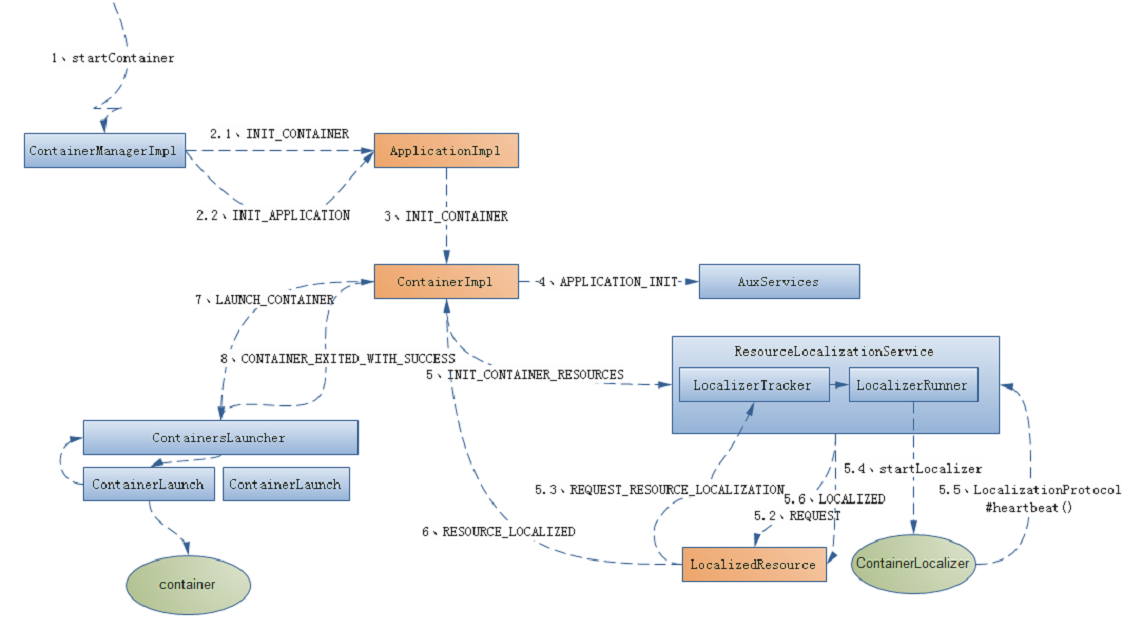 1、startContainer
2.1、INIT_CONTAINER
ContainerManagerImpl
ApplicationImpl
2.2、INIT_APPLICATION
3、INIT_CONTAINER
ContainerImpl
4、APPLICATION_INIT
AuxServices
7、LAUNCH_CONTAINER
8、CONTAINER_EXITED_WITH_SUCCESS
5、INIT_CONTAINER_RESOURCES
ResourceLocalizationService
LocalizerTracker
LocalizerRunner
ContainersLauncher
ContainerLaunch
ContainerLaunch
5.4、startLocalizer
5.3、REQUEST_RESOURCE_LOCALIZATION
5.6、LOCALIZED
5.5、LocalizationProtocol
#heartbeat()
5.2、REQUEST
6、RESOURCE_LOCALIZED
LocalizedResource
ContainerLocalizer
container